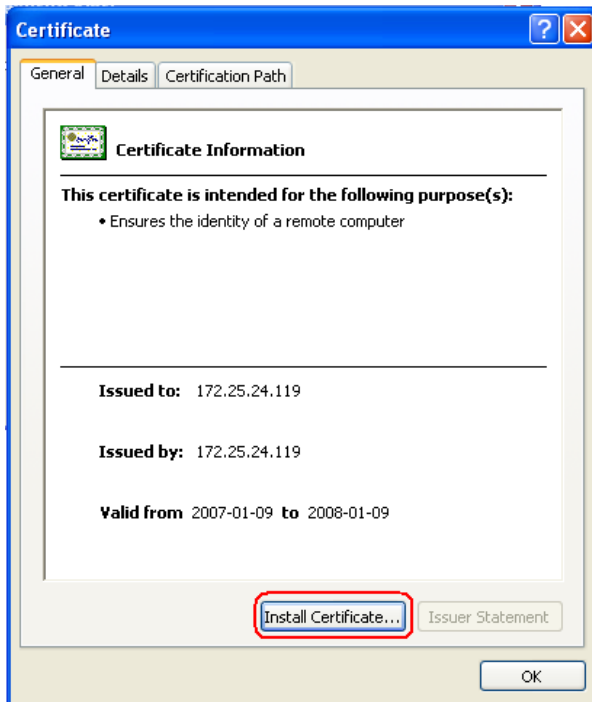 Certificate
General Details Certification Path
Certificate Information
This certificate is intended for the following purpose(s):
• Ensures the identity of a remote computer
Issued to: 172.25.24.119
Issued by: 172.25.24.119
Valid from 2007-01-09 to 2008-01-09
Install Certificate... Issuer Statement
OK